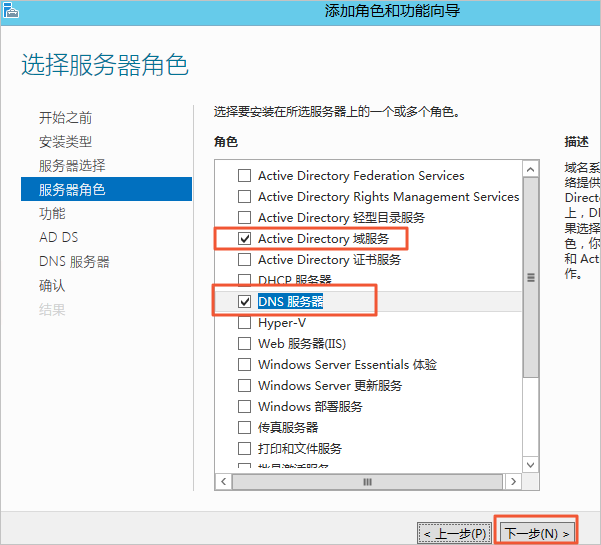 添加角色和功能向导
选择服务器角色
开始之前
安装类型
服务器选择
服务器角色
功能
AD DS
DNS 服务器
确认
结果
选择要安装在所选服务器上的一个或多个角色。
角色
Active Directory Federation Services
Active Directory Rights Management Services
Active Directory 轻型目录服务
Active Directory 域服务
Active Directory 证书服务
DHCP 服务器
DNS 服务器
Hyper-V
Web 服务器(IIS)
Windows Server Essentials 体验
Windows Server 更新服务
Windows 部署服务
传真服务器
打印和文件服务
批量激活服务
描述
域名系
络提供
Direct
上，D
果选择
色，你
和 Act
作。
< 上一步(P)
下一步(N) >